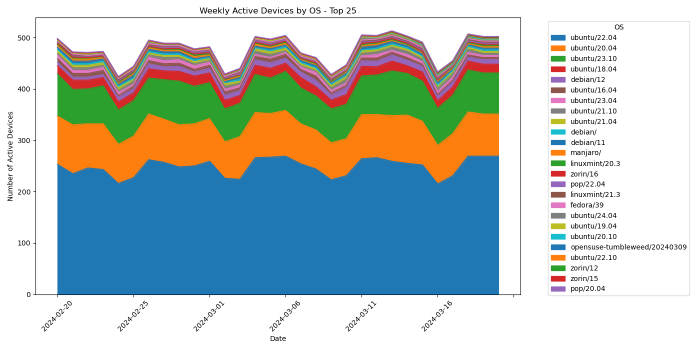 Weekly Active Devices by OS - Top 25
Number of Active Devices
500
400
300
200
100
0
2024-02-20
2024-02-25
2024-03-01
2024-03-06
2024-03-11
2024-03-16
Date
OS
ubuntu/22.04
ubuntu/20.04
ubuntu/23.10
ubuntu/18.04
debian/12
ubuntu/16.04
ubuntu/23.04
ubuntu/21.10
ubuntu/21.04
debian/
debian/11
manjaro/
linuxmint/20.3
zorin/16
pop/22.04
linuxmint/21.3
fedora/39
ubuntu/24.04
ubuntu/19.04
ubuntu/20.10
opensuse-tumbleweed/20240309
ubuntu/22.10
zorin/12
zorin/15
pop/20.04